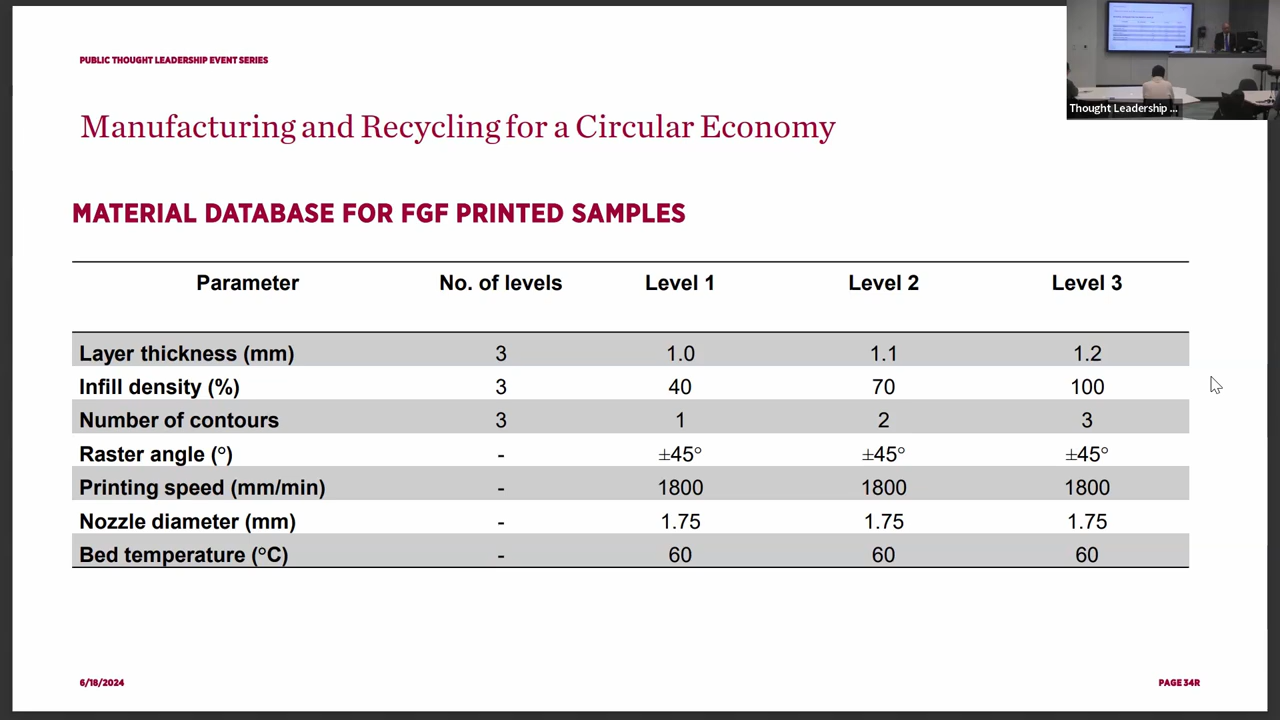 PUBLIC THOUGHT LEADERSHIP EVENT SERIES
Thought Leadership ...
Manufacturing and Recycling for a Circular Economy
MATERIAL DATABASE FOR FGF PRINTED SAMPLES
Parameter No. of levels Level 1 Level 2 Level 3
Layer thickness (mm) 3 1.0 1.1 1.2
Infill density (%) 3 40 70 100
Number of contours 3 1 2 3
Raster angle (°) - ±45° ±45° ±45°
Printing speed (mm/min) - 1800 1800 1800
Nozzle diameter (mm) - 1.75 1.75 1.75
Bed temperature (°C) - 60 60 60
6/18/2024 PAGE 34R